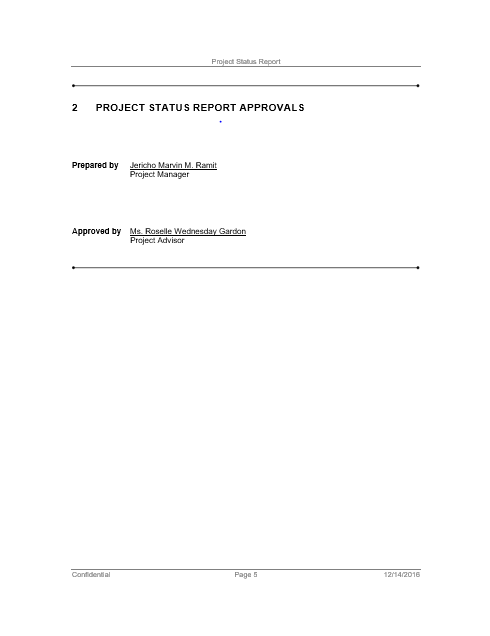 Project Status Report
2 PROJECT STATUS REPORT APPROVALS
Prepared by Jericho Marvin M. Ramit
Project Manager
Approved by Ms. Roselle Wednesday Gardon
Project Advisor
Confidential Page 5 12/14/2016